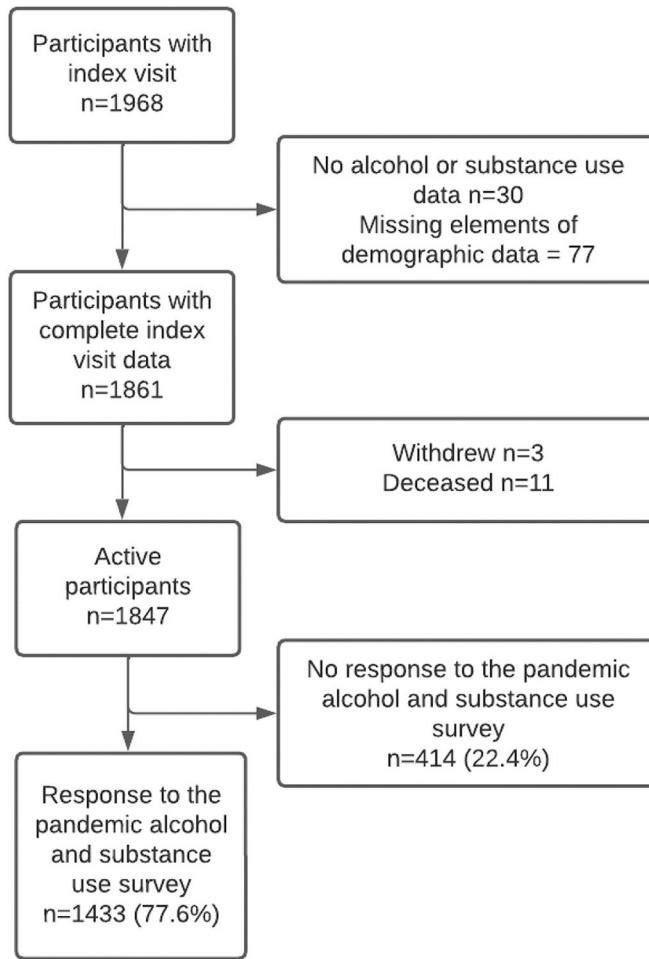 Participants with
index visit
n=1968
No alcohol or substance use
data n=30
Missing elements of
demographic data = 77
Participants with
complete index
visit data
n=1861
Withdrew n=3
Deceased n=11
Active
participants
n=1847
No response to the pandemic
alcohol and substance use
survey
n=414 (22.4%)
Response to the
pandemic alcohol
and substance
use survey
n=1433 (77.6%)